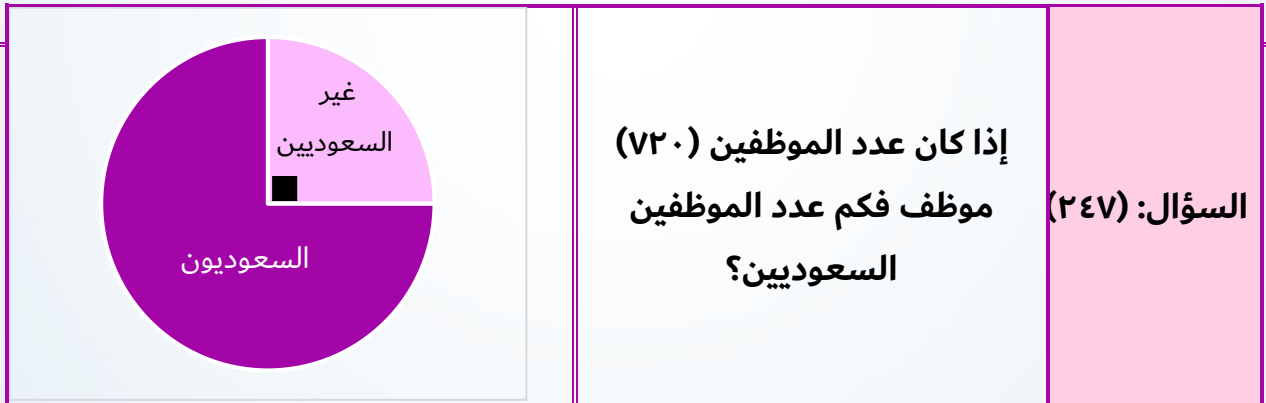 السؤال: (٢٤٧)
إذا كان عدد الموظفين (٧٢٠)
موظف فكم عدد الموظفين
السعوديين؟
غير
السعوديين
السعوديون